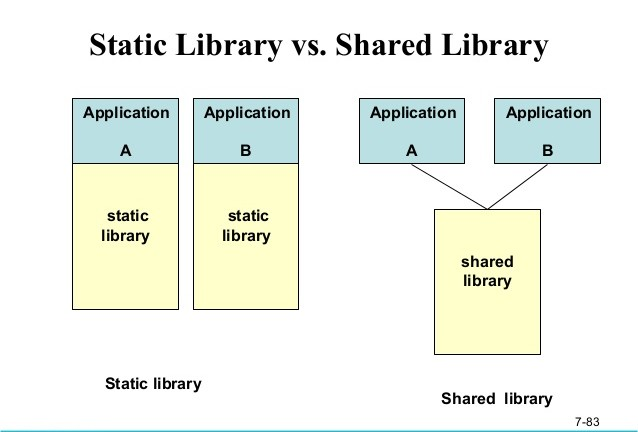 Static Library vs. Shared Library
Application
A
static
library
Application
B
static
library
Application
A
Application
B
shared
library
Static library
Shared library
7-83